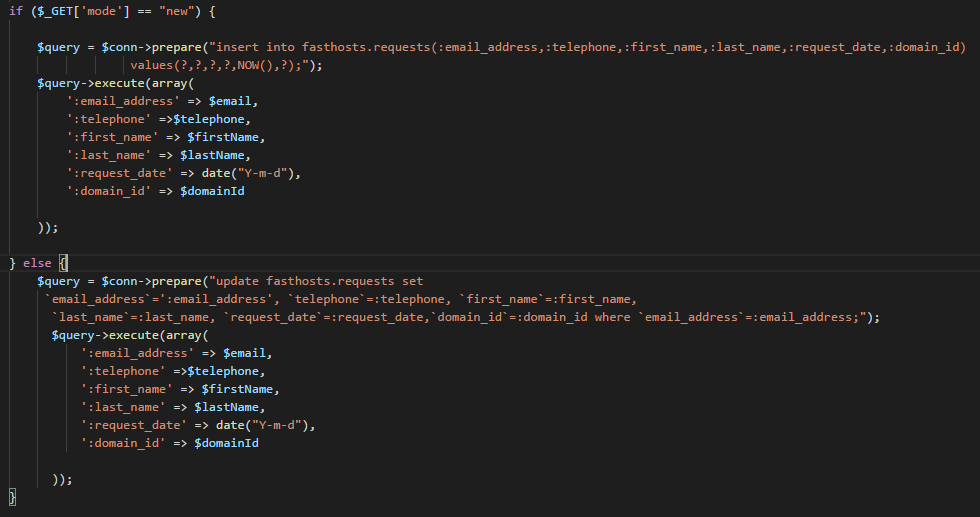 if ($_GET['mode'] == "new") {
$query = $conn->prepare("insert into fasthosts.requests(:email_address,:telephone,:first_name,:last_name,:request_date,:domain_id)
values(?,?,?,?,NOW(),?);");
$query->execute(array(
':email_address' => $email,
':telephone' =>$telephone,
':first_name' => $firstName,
':last_name' => $lastName,
':request_date' => date("Y-m-d"),
':domain_id' => $domainId
));
} else {
$query = $conn->prepare("update fasthosts.requests set
`email_address`=':email_address', `telephone`=:telephone, `first_name`=:first_name,
`last_name`=:last_name, `request_date`=:request_date,`domain_id`=:domain_id where `email_address`=:email_address;");
$query->execute(array(
':email_address' => $email,
':telephone' =>$telephone,
':first_name' => $firstName,
':last_name' => $lastName,
':request_date' => date("Y-m-d"),
':domain_id' => $domainId
));
}